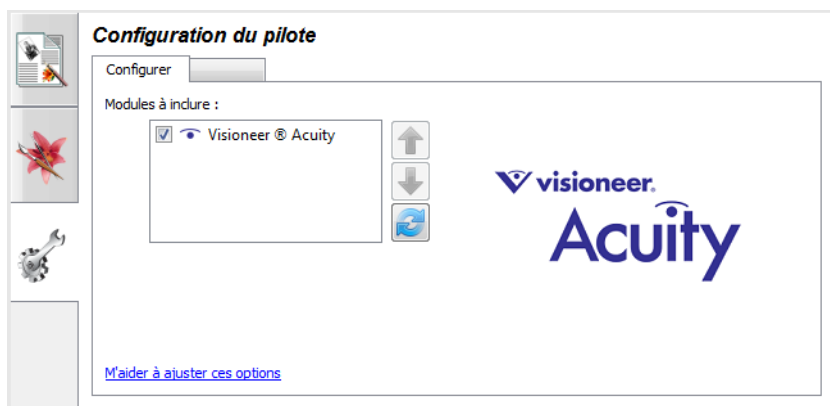 Configuration du pilote
Configurer
Modules à inclure :
Visioneer ® Acuity
visioneer.
Acuity
M'aider à ajuster ces options